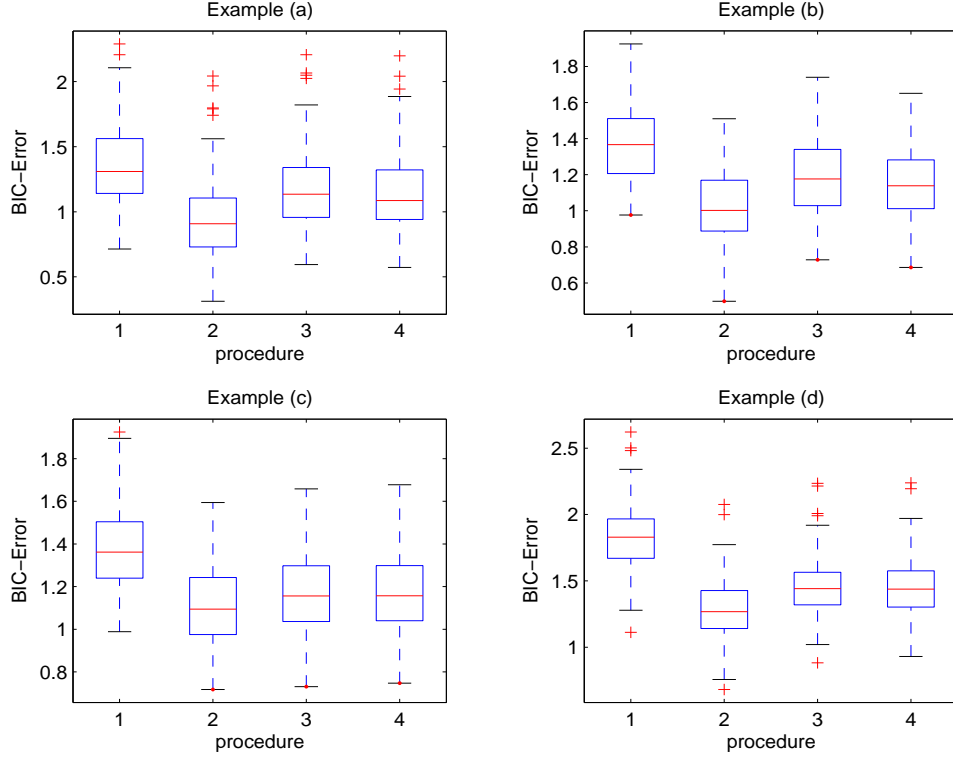 Example (a)
BIC−Error
2
1.5
1
0.5
1 2 3 4
procedure
Example (b)
BIC−Error
1.8
1.6
1.4
1.2
1
0.8
0.6
1 2 3 4
procedure
Example (c)
BIC−Error
1.8
1.6
1.4
1.2
1
0.8
1 2 3 4
procedure
Example (d)
BIC−Error
2.5
2
1.5
1
1 2 3 4
procedure